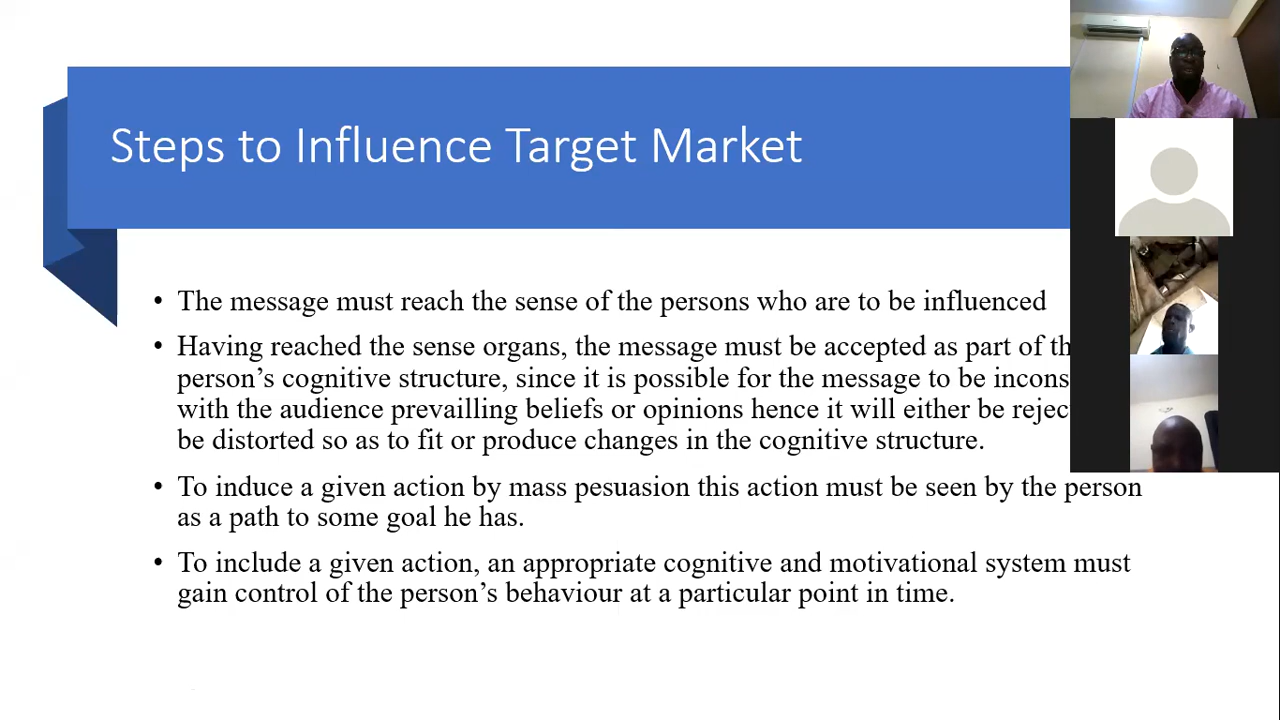 Steps to Influence Target Market
• The message must reach the sense of the persons who are to be influenced
• Having reached the sense organs, the message must be accepted as part of th
person’s cognitive structure, since it is possible for the message to be incons
with the audience prevailling beliefs or opinions hence it will either be rejec
be distorted so as to fit or produce changes in the cognitive structure.
• To induce a given action by mass pesuasion this action must be seen by the person
as a path to some goal he has.
• To include a given action, an appropriate cognitive and motivational system must
gain control of the person’s behaviour at a particular point in time.